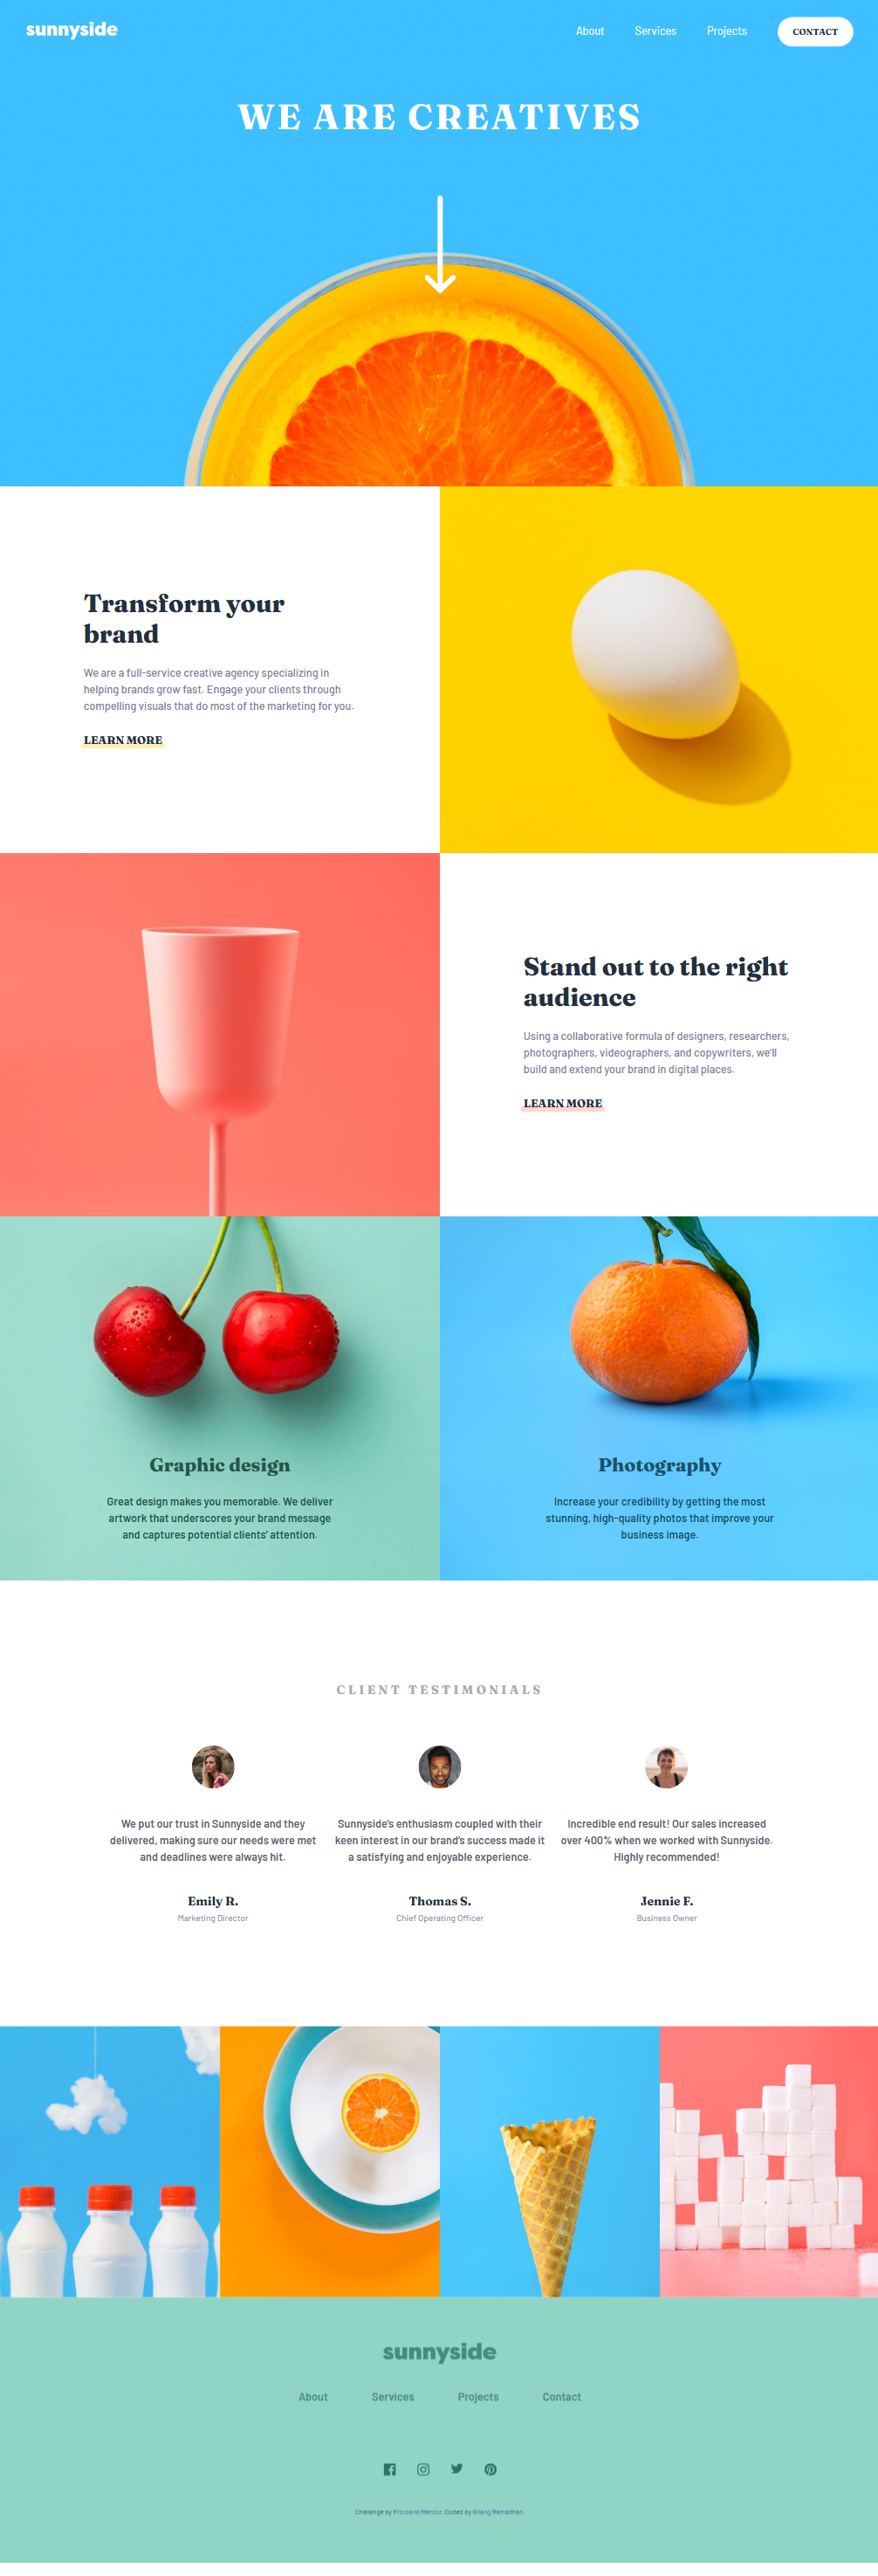 sunnyside
About Services Projects CONTACT
WE ARE CREATIVES
Transform your
brand
We are a full-service creative agency specializing in
helping brands grow fast. Engage your clients through
compelling visuals that do most of the marketing for you.
LEARN MORE
Stand out to the right
audience
Using a collaborative formula of designers, researchers,
photographers, videographers, and copywriters, we'll
build and extend your brand in digital places.
LEARN MORE
Graphic design
Great design makes you memorable. We deliver
artwork that underscores your brand message
and captures potential clients' attention.
Photography
Increase your credibility by getting the most
stunning, high-quality photos that improve your
business image.
CLIENT TESTIMONIALS
We put our trust in Sunnyside and they
delivered, making sure our needs were met
and deadlines were always hit.
Emily R.
Marketing Director
Sunnyside's enthusiasm coupled with their
keen interest in our brand's success made it
a satisfying and enjoyable experience.
Thomas S.
Chief Operating Officer
Incredible end result! Our sales increased
over 400% when we worked with Sunnyside.
Highly recommended!
Jennie F.
Business Owner
sunnyside
About Services Projects Contact
Challenge by Frontend Mentor. Coded by Ramadhan.